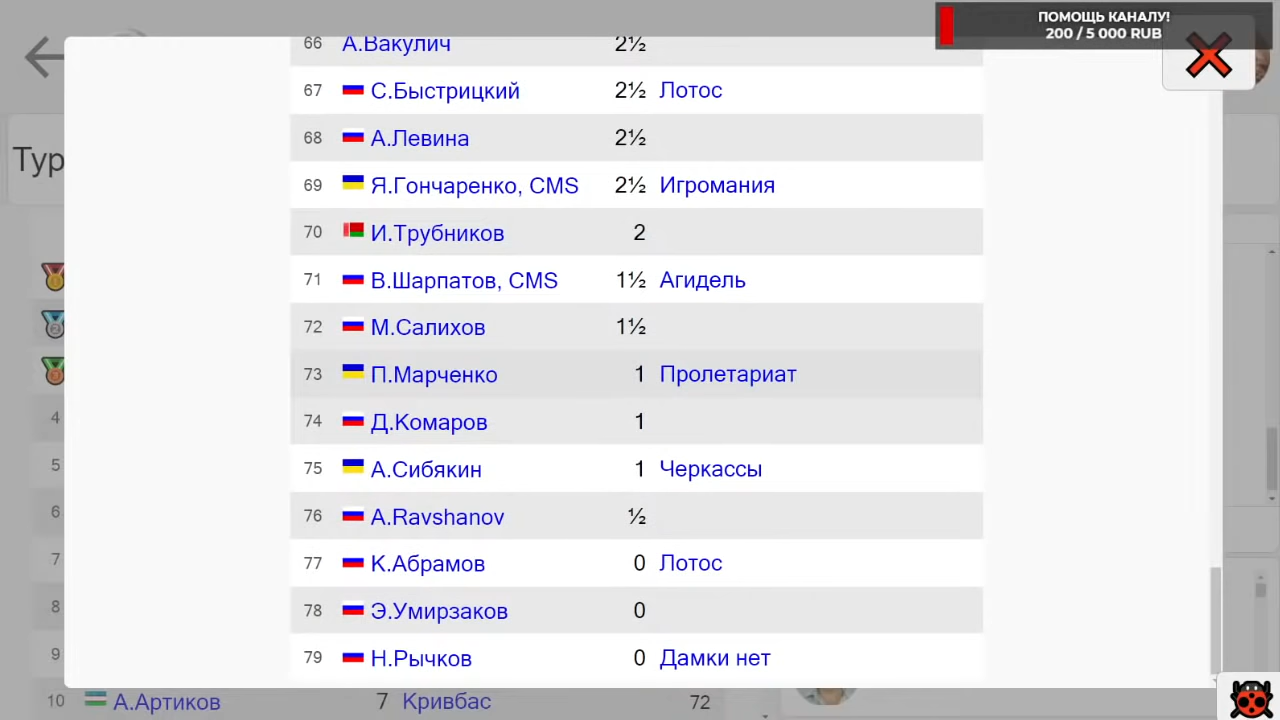 ПОМОЩЬ КАНАЛУ!
200 / 5 000 RUB
Тур
66 А.Вакулич 2½
67 С.Быстрицкий 2½ Лотос
68 А.Левина 2½
69 Я.Гончаренко, CMS 2½ Игромания
70 И.Трубников 2
71 В.Шарпатов, CMS 1½ Агидель
72 М.Салихов 1½
73 П.Марченко 1 Пролетариат
74 Д.Комаров 1
75 А.Сибякин 1 Черкассы
76 A.Ravshanov ½
77 К.Абрамов 0 Лотос
78 Э.Умирзаков 0
79 Н.Рычков 0 Дамки нет
4
5
6
7
8
9
10 А.Артиков 7 Кривбас 72